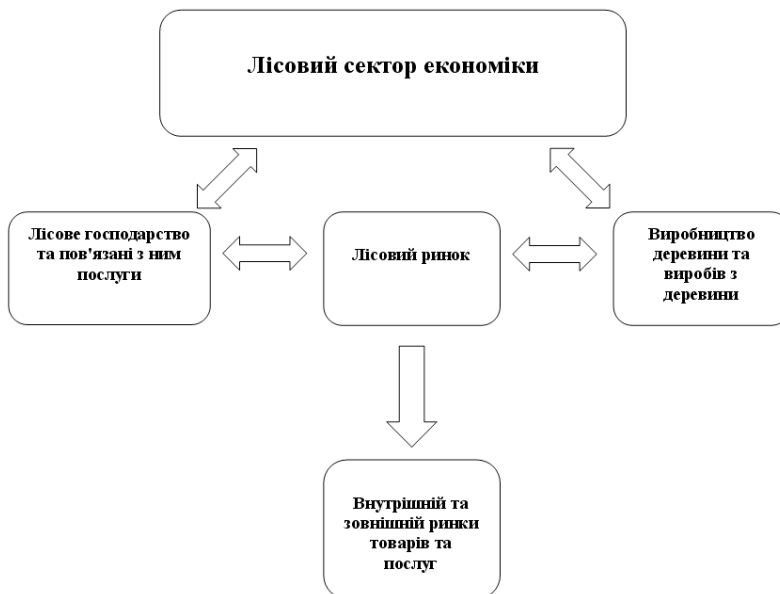 Лісовий сектор економіки
Лісове господарство
та пов'язані з ним
послуги
Лісовий ринок
Виробництво
деревини та
виробів з
деревини
Внутрішній та
зовнішній ринки
товарів та
послуг